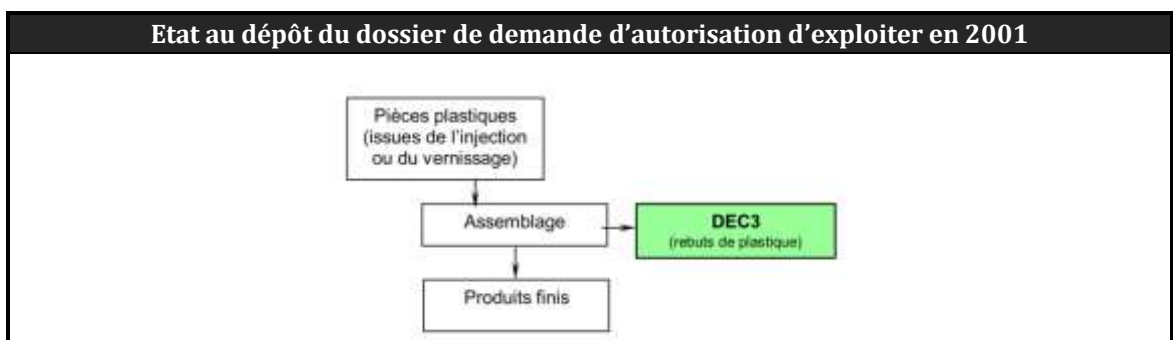 Etat au dépôt du dossier de demande d’autorisation d’exploiter en 2001
Pièces plastiques
(issues de l'injection
ou du vernissage)
Assemblage
DEC3
(rebuts de plastique)
Produits finis